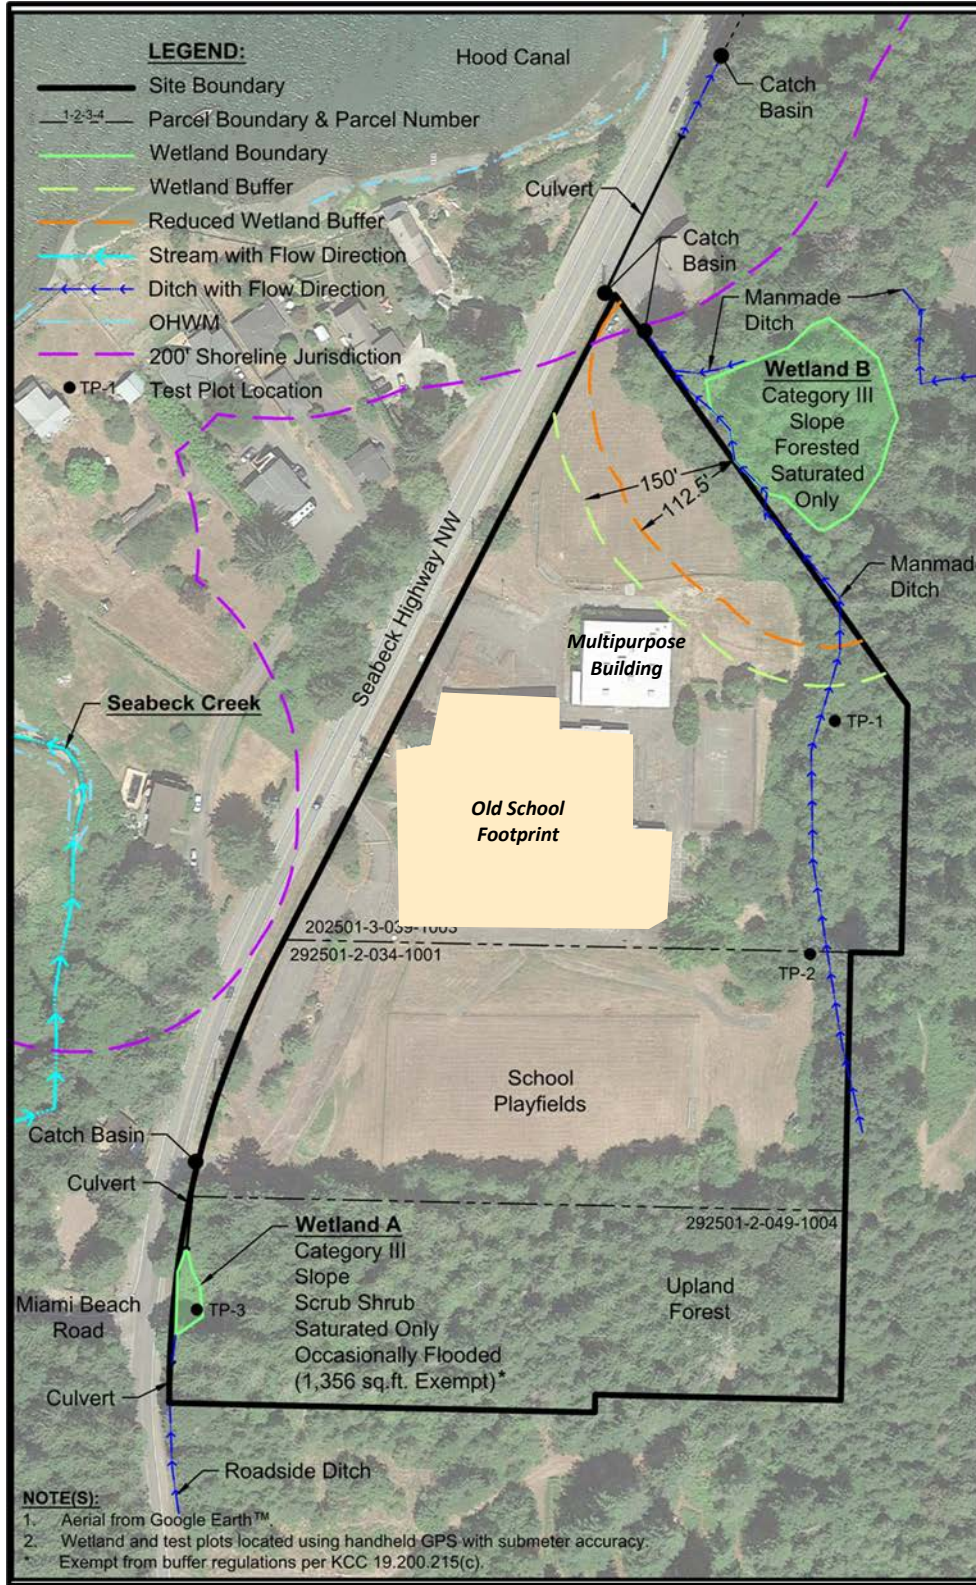 LEGEND:
Site Boundary
1-2-3-4
Parcel Boundary & Parcel Number
Wetland Boundary
Wetland Buffer
Reduced Wetland Buffer
Stream with Flow Direction
Ditch with Flow Direction
OHWM
200' Shoreline Jurisdiction
TP-1
Test Plot Location
Hood Canal
Catch
Basin
Culvert
Catch
Basin
Manmade
Ditch
Wetland B
Category III
Slope
Forested
Saturated
Only
150'
112.5'
Manmade
Ditch
Seabeck Highway NW
Multipurpose
Building
Seabeck Creek
TP-1
Old School
Footprint
202501-3-039-1003
292501-2-034-1001
TP-2
School
Playfields
Catch Basin
Culvert
292501-2-049-1004
Wetland A
Category III
Slope
Scrub Shrub
Saturated Only
Occasionally Flooded
(1,356 sq.ft. Exempt)*
TP-3
Upland
Forest
Miami Beach
Road
Culvert
Roadside Ditch
NOTE(S):
1. Aerial from Google Earth™
2. Wetland and test plots located using handheld GPS with submeter accuracy.
* Exempt from buffer regulations per KCC 19.200.215(c).